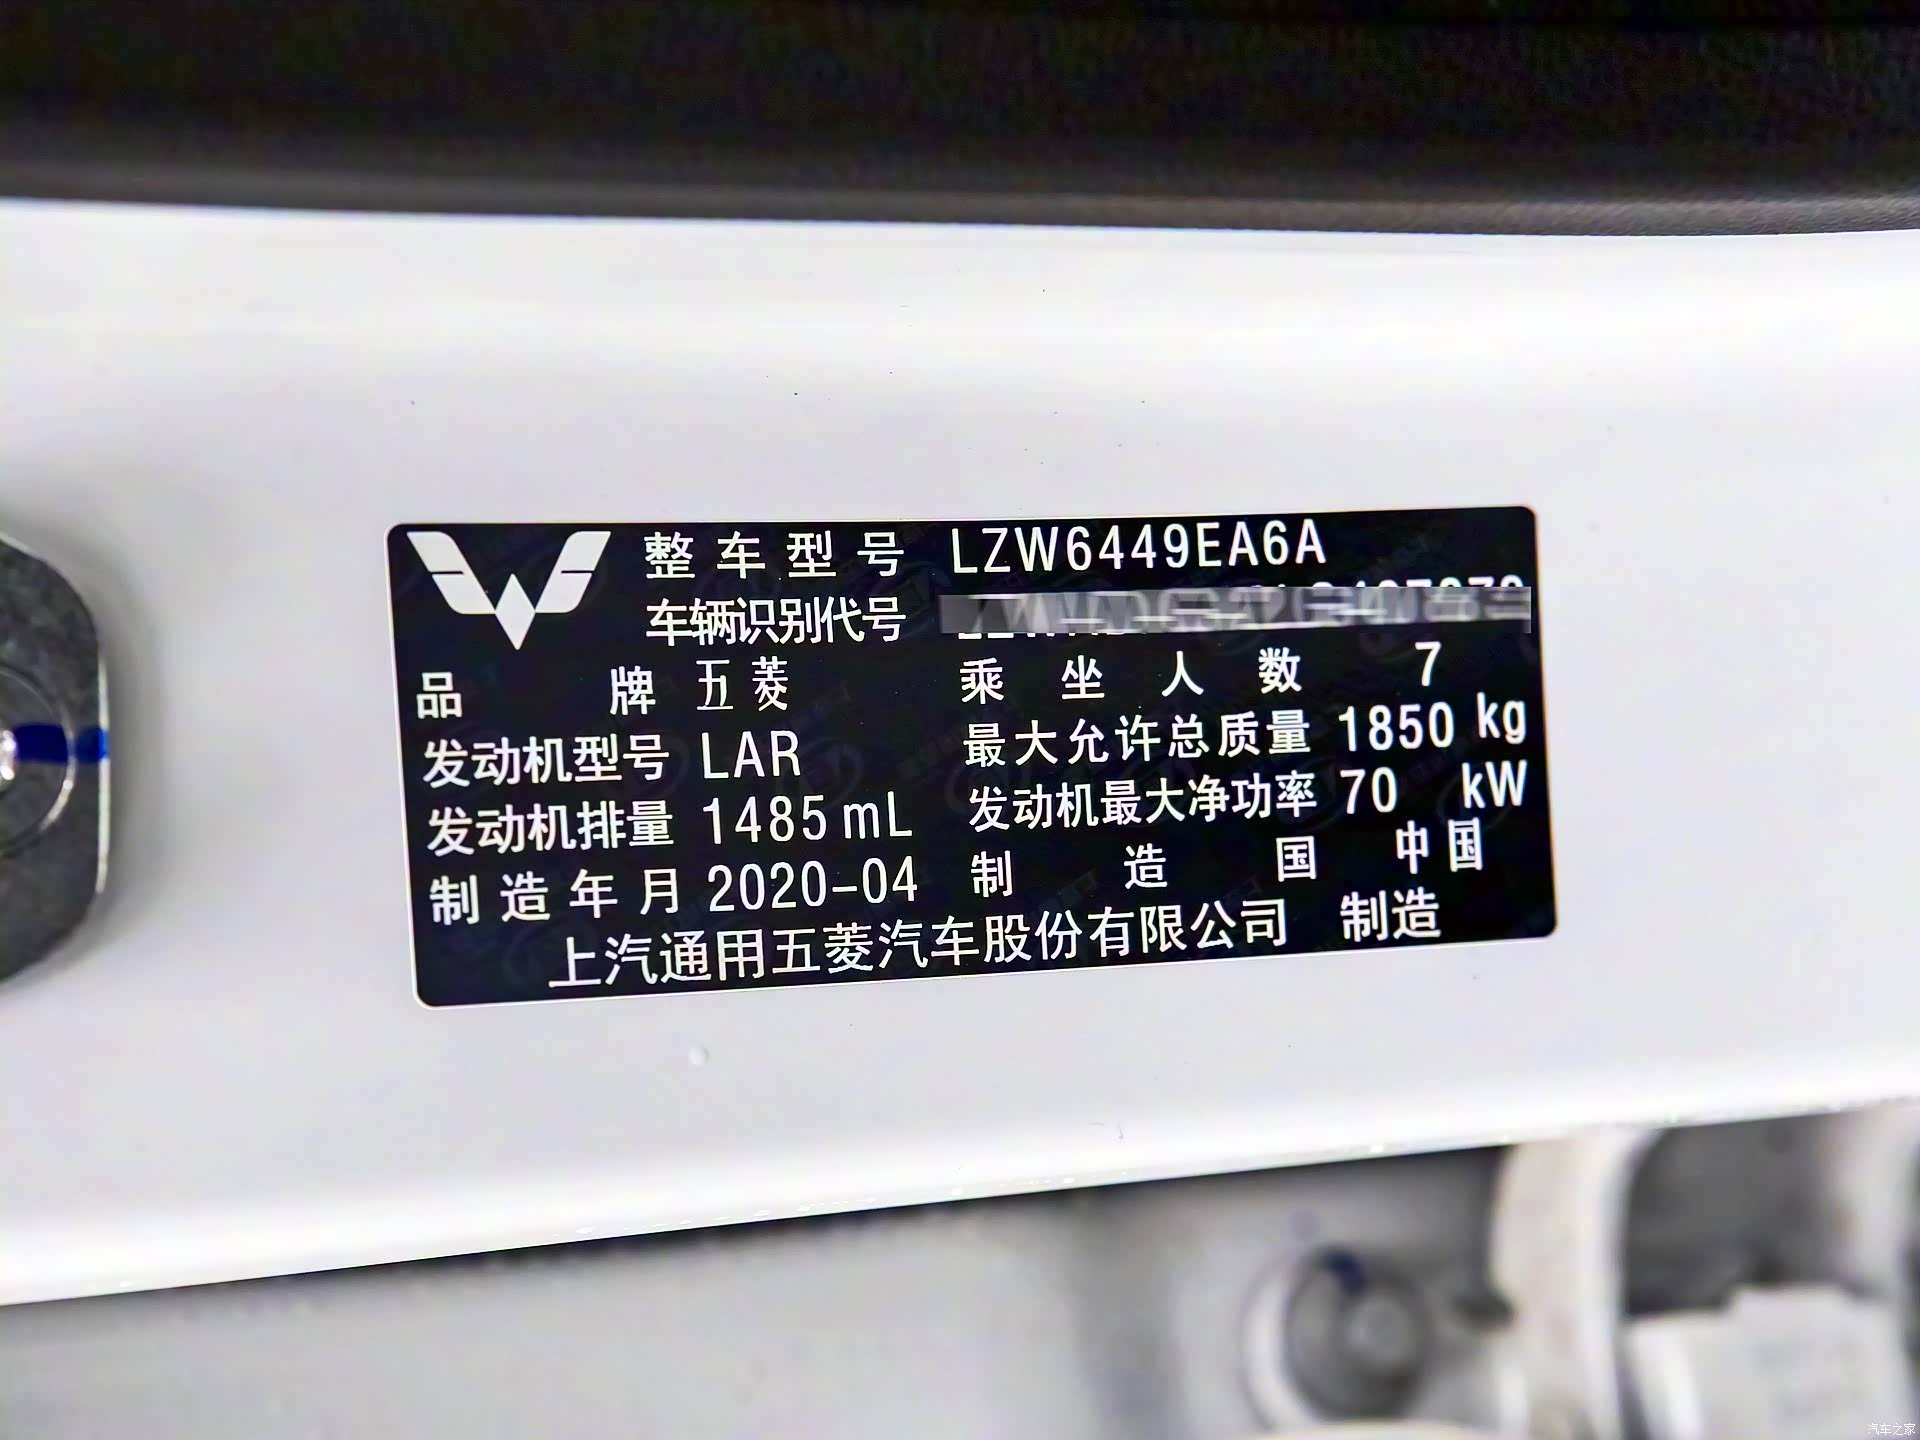 整车型号 LZW6449EA6A
车辆识别代号
品牌 五菱 乘坐人数 7
发动机型号 LAR 最大允许总质量 1850 kg
发动机排量 1485 mL 发动机最大净功率 70 kW
制造年月 2020-04 制造国 中国
上汽通用五菱汽车股份有限公司 制造
汽车之家